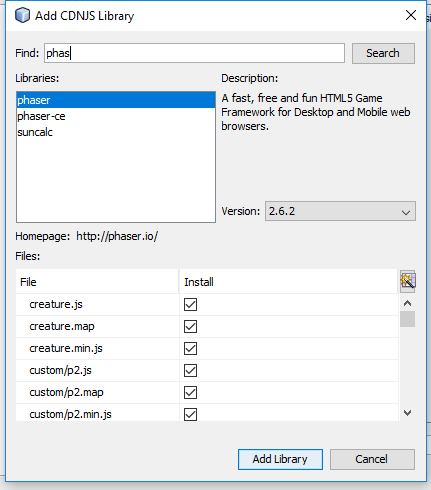 Add CDNJS Library
Find: phas Search
Libraries:
phaser
phaser-ce
suncalc
Description:
A fast, free and fun HTML5 Game
Framework for Desktop and Mobile web
browsers.
Version: 2.6.2
Homepage: http://phaser.io/
Files:
File Install
creature.js
creature.map
creature.min.js
custom/p2.js
custom/p2.map
custom/p2.min.js
Add Library Cancel